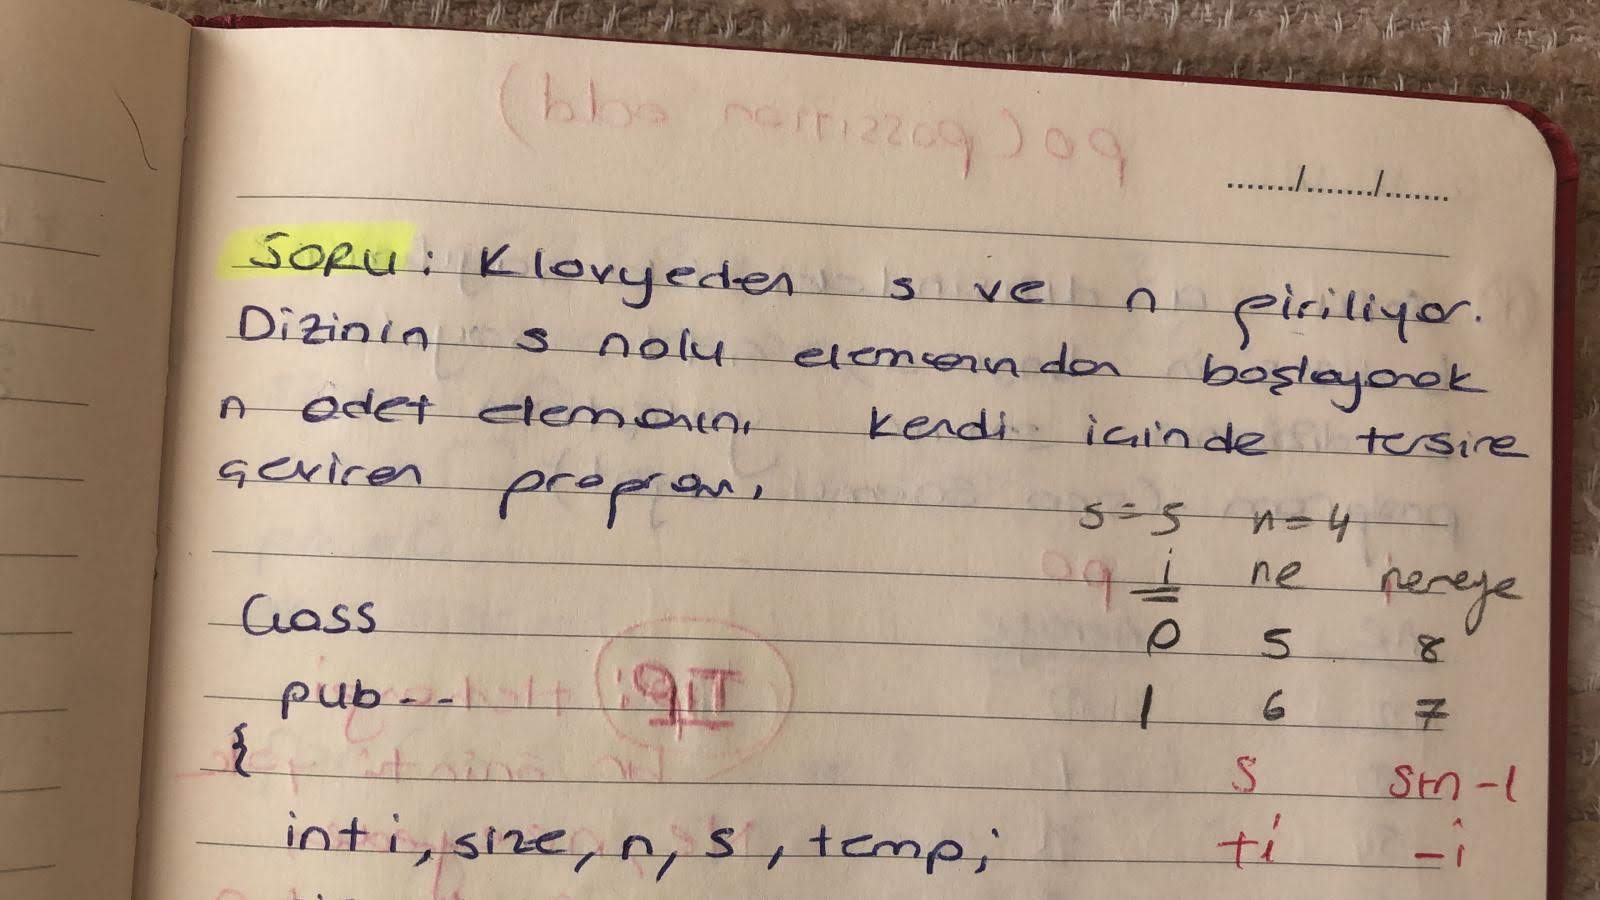 ......./......./.......
SORU: Klavyeden s ve n giriliyor.
Dizinin s nolu elemanından başlayarak
n adet elemanını kendi içinde tersine
çeviren program.
s=5 n=4
i ne nereye
0 5 8
1 6 7
s s+n-1
+i -i
Class
pub---
{
int i, size, n, s, temp;